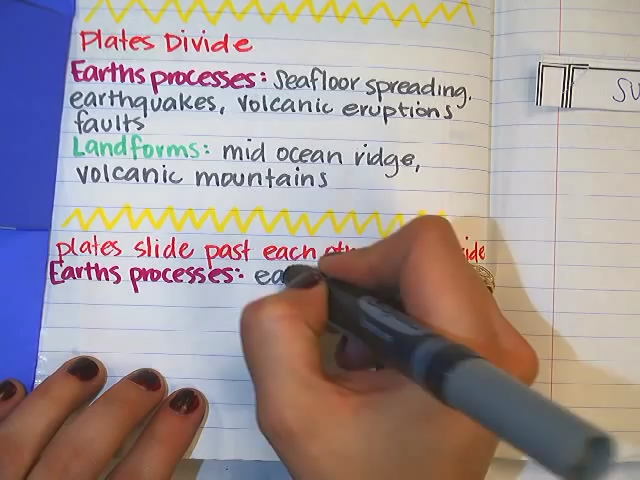 Plates Divide
Earths processes: Seafloor spreading.
earthquakes, volcanic eruptions
faults
Landforms: mid ocean ridge,
volcanic mountains
plates slide past each
Earths processes: